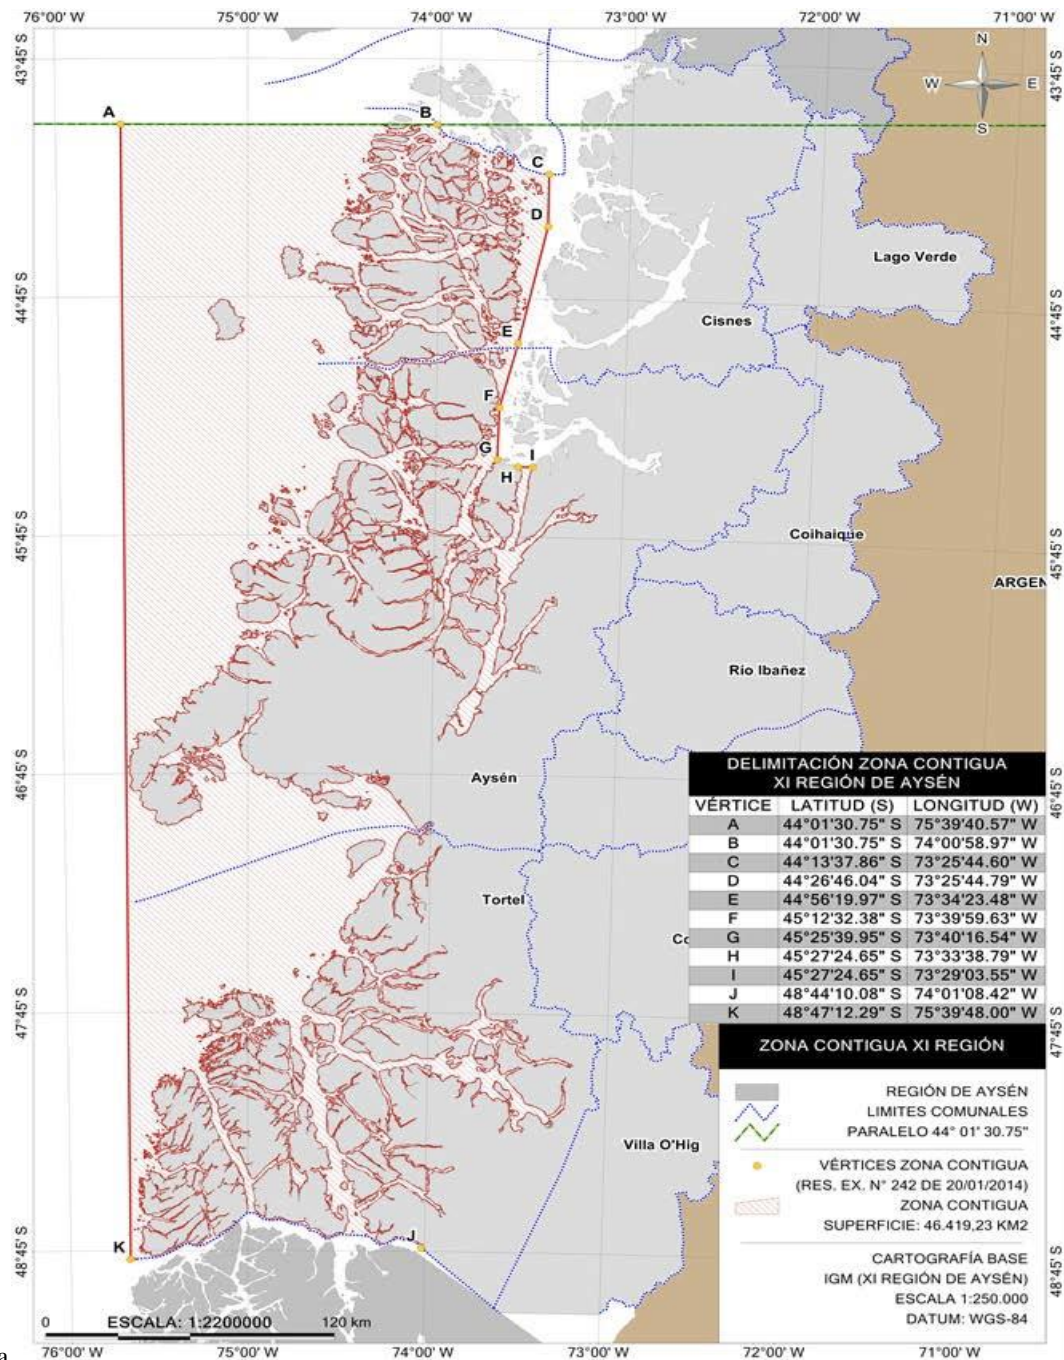 76°00' W 75°00' W 74°00' W 73°00' W 72°00' W 71°00' W
43°45' S
43°45' S
N
W E
S
A
B
C
D
Lago Verde
44°45' S
44°45' S
E
Cisnes
F
G
H
I
45°45' S
45°45' S
Coihaique
ARGEN
Río Ibañez
46°45' S
46°45' S
Aysén
DELIMITACIÓN ZONA CONTIGUA
XI REGIÓN DE AYSÉN
VÉRTICE LATITUD (S) LONGITUD (W)
A 44°01'30.75" S 75°39'40.57" W
B 44°01'30.75" S 74°00'58.97" W
C 44°13'37.86" S 73°25'44.60" W
D 44°26'46.04" S 73°25'44.79" W
E 44°56'19.97" S 73°34'23.48" W
F 45°12'32.38" S 73°39'59.63" W
G 45°25'39.95" S 73°40'16.54" W
H 45°27'24.65" S 73°33'38.79" W
I 45°27'24.65" S 73°29'03.55" W
J 48°44'10.08" S 74°01'08.42" W
K 48°47'12.29" S 75°39'48.00" W
Tortel
Co
47°45' S
47°45' S
ZONA CONTIGUA XI REGIÓN
REGIÓN DE AYSÉN
LIMITES COMUNALES
PARALELO 44° 01' 30.75"
VÉRTICES ZONA CONTIGUA
(RES. EX. N° 242 DE 20/01/2014)
ZONA CONTIGUA
SUPERFICIE: 46.419,23 KM2
CARTOGRAFÍA BASE
IGM (XI REGIÓN DE AYSÉN)
ESCALA 1:250.000
DATUM: WGS-84
Villa O'Hig
K
J
48°45' S
48°45' S
0 ESCALA: 1:2200000 120 km
76°00' W 75°00' W 74°00' W 73°00' W 72°00' W 71°00' W
a